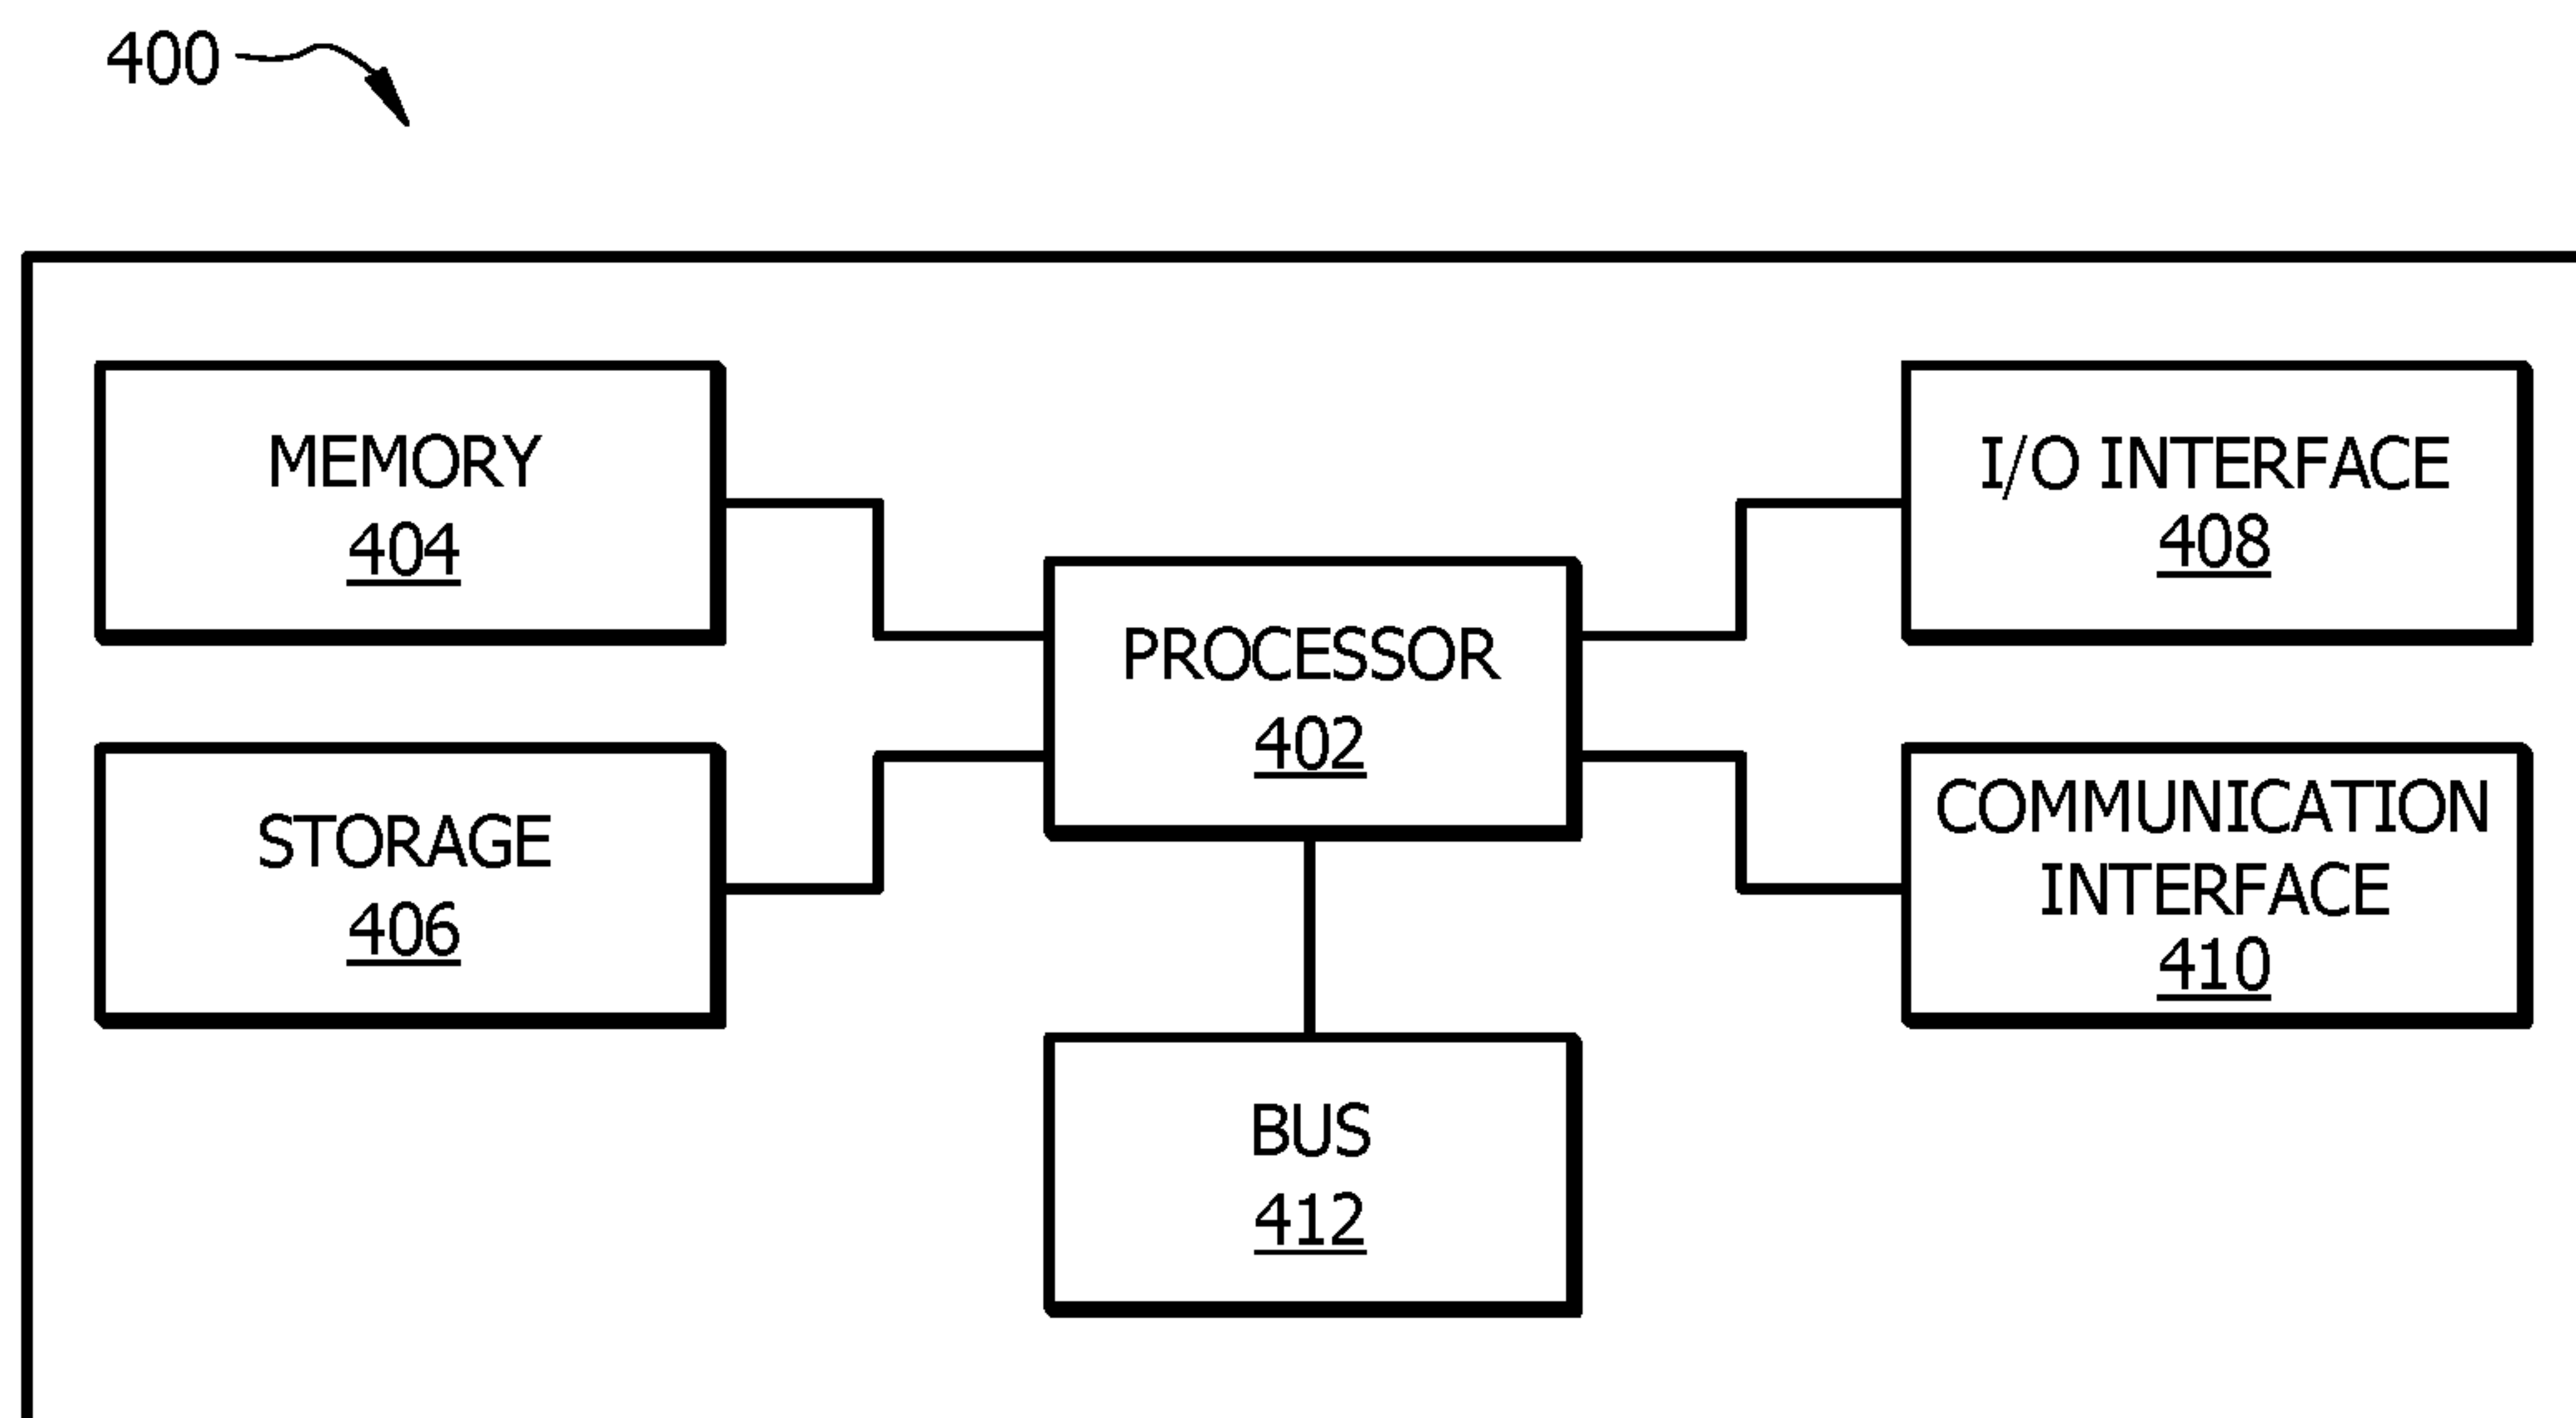 400
MEMORY
404
STORAGE
406
PROCESSOR
402
BUS
412
I/O INTERFACE
408
COMMUNICATION
INTERFACE
410